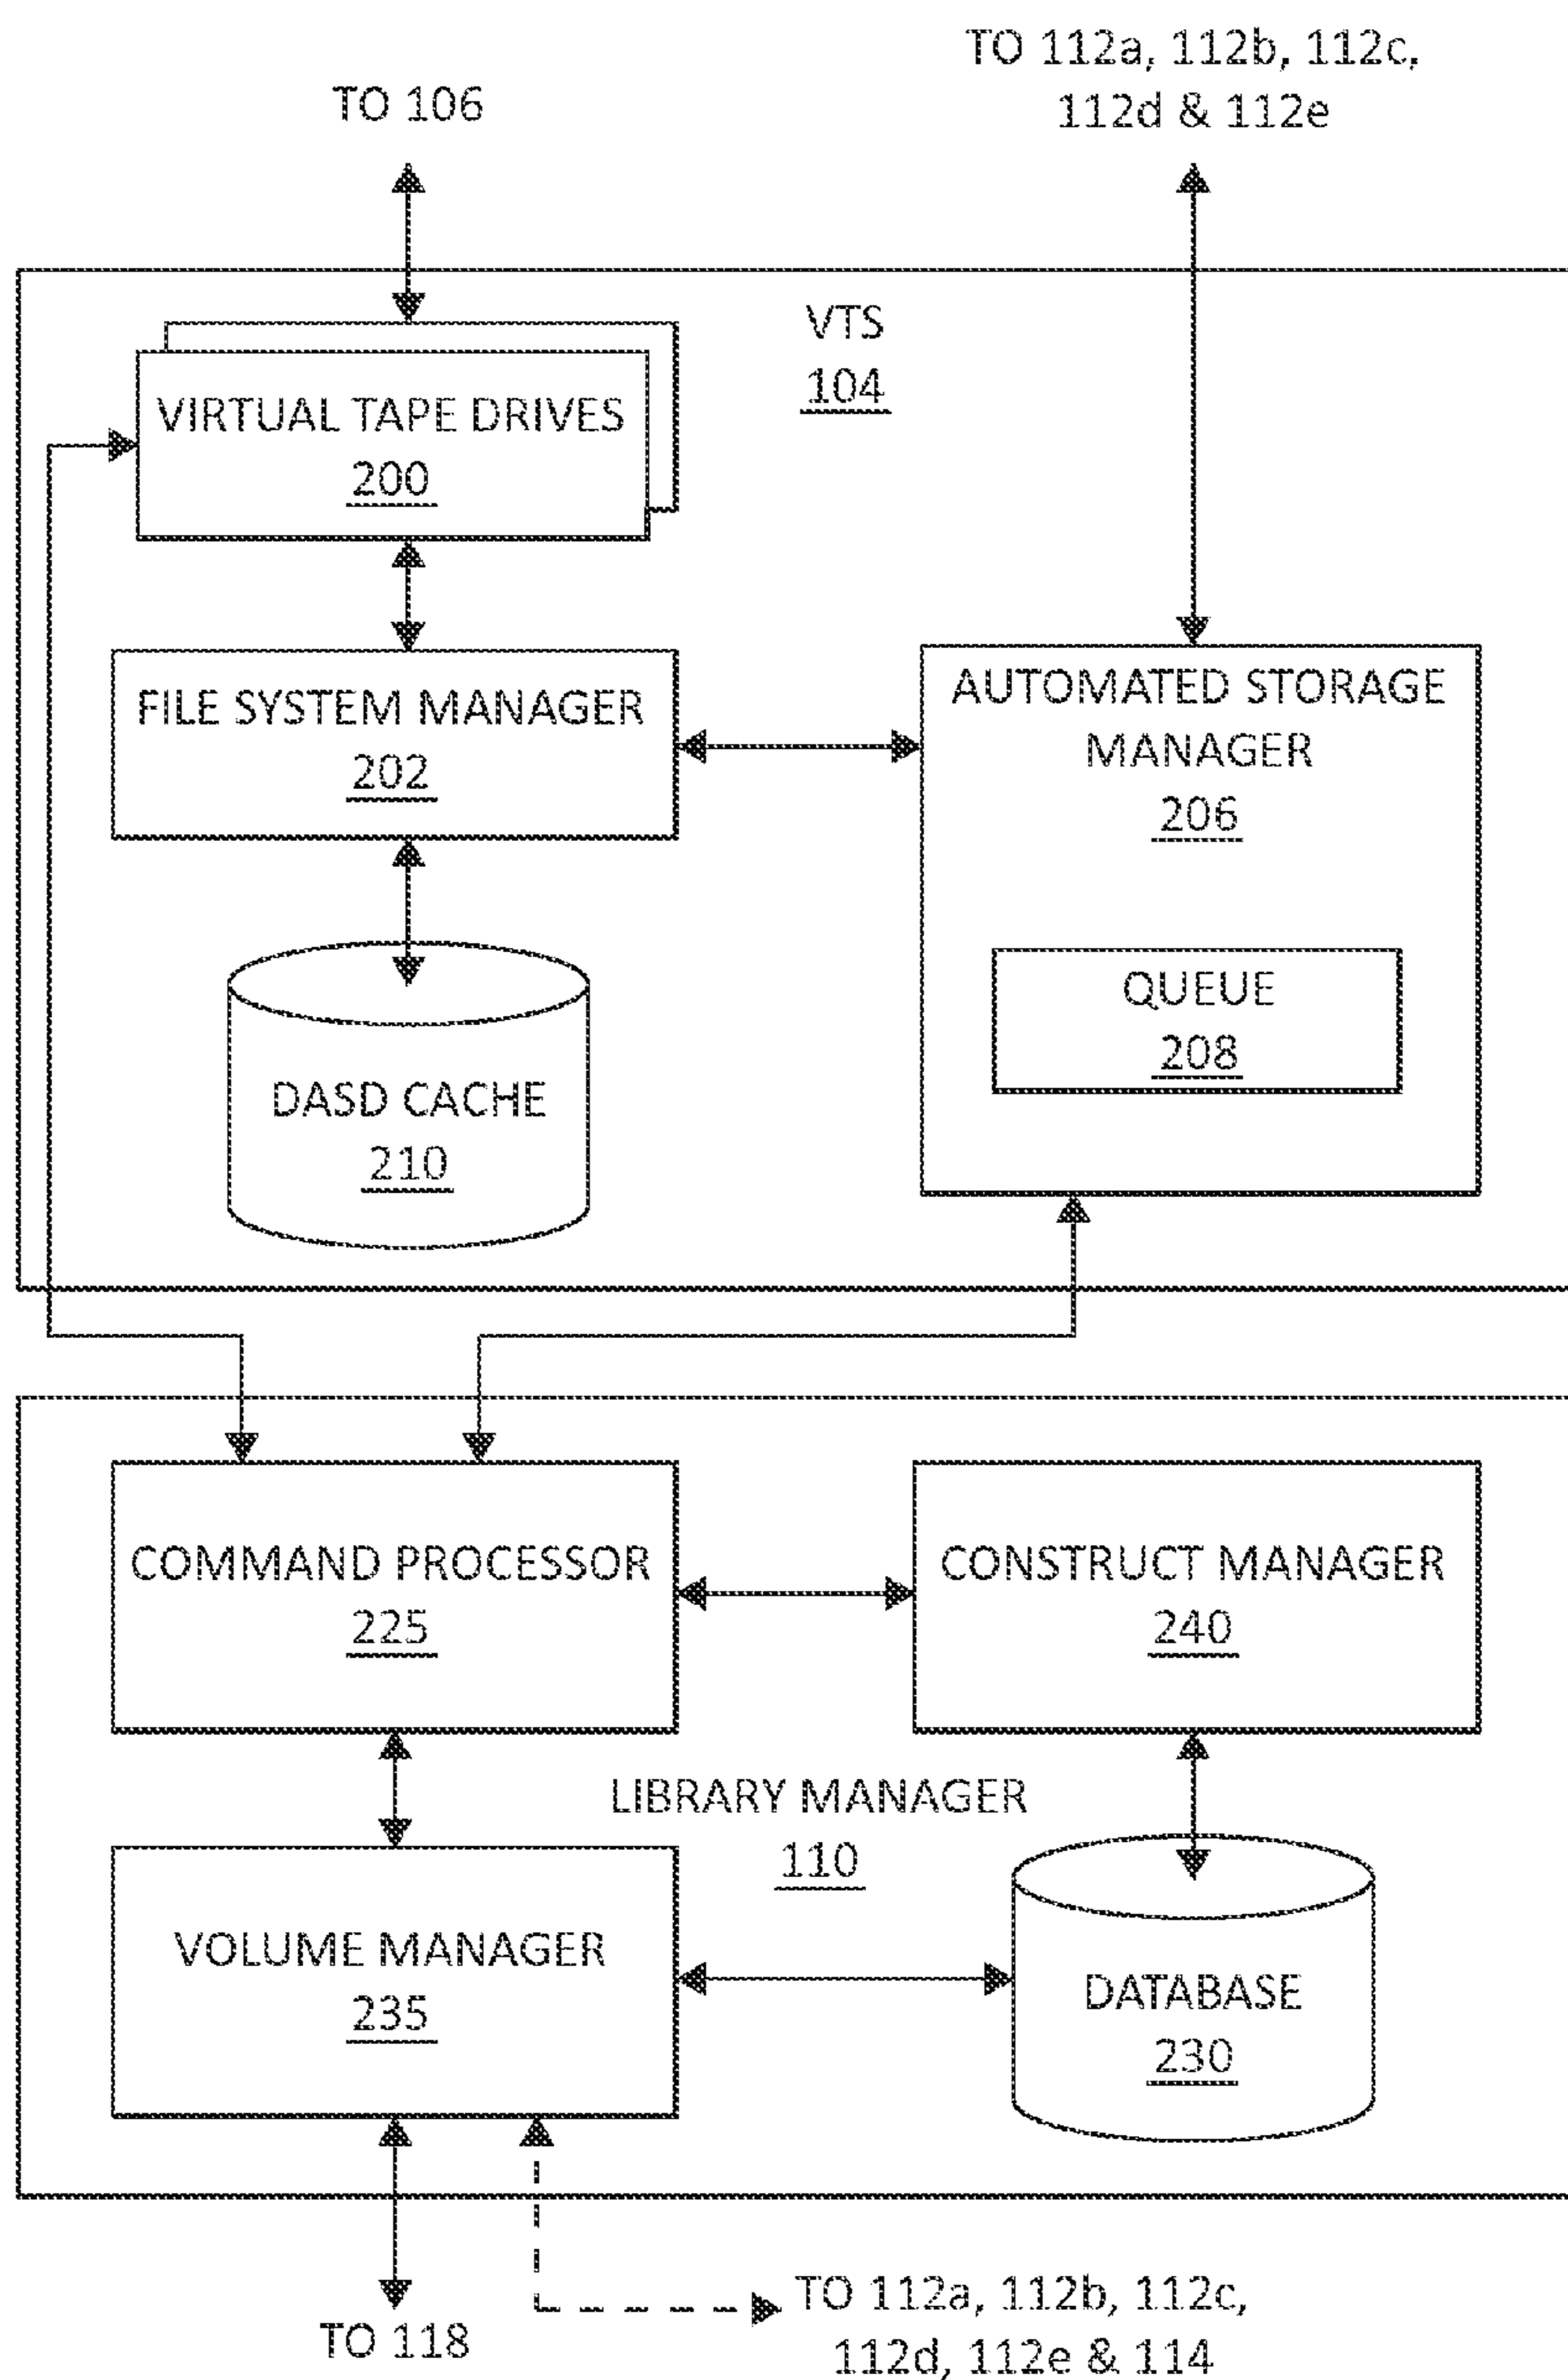 TO 106
TO 112a, 112b, 112c,
112d & 112e
VTS
104
VIRTUAL TAPE DRIVES
200
FILE SYSTEM MANAGER
202
AUTOMATED STORAGE
MANAGER
206
QUEUE
208
DASD CACHE
210
COMMAND PROCESSOR
225
CONSTRUCT MANAGER
240
LIBRARY MANAGER
110
VOLUME MANAGER
235
DATABASE
230
TO 118
TO 112a, 112b, 112c,
112d, 112e & 114